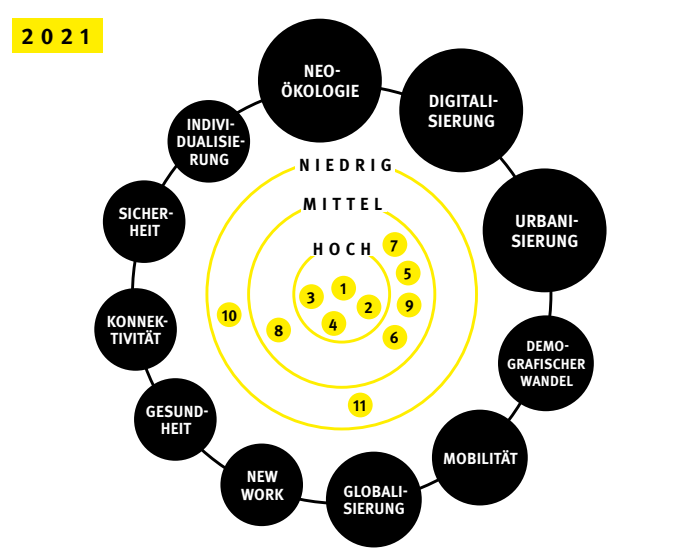 2021
NEO-
ÖKOLOGIE
DIGITALI-
SIERUNG
INDIVI-
DUALISIE-
RUNG
NIEDRIG
MITTEL
SICHER-
HEIT
URBANI-
SIERUNG
HOCH
7
5
1
3
2
9
10
4
8
6
KONNEK-
TIVITÄT
DEMO-
GRAFISCHER
WANDEL
11
GESUND-
HEIT
MOBILITÄT
NEW
WORK
GLOBALI-
SIERUNG